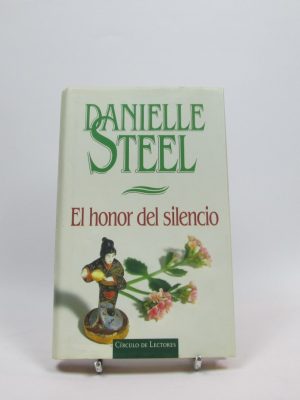 DANIELLE
STEEL
El honor del silencio
CÍRCULO DE LECTORES